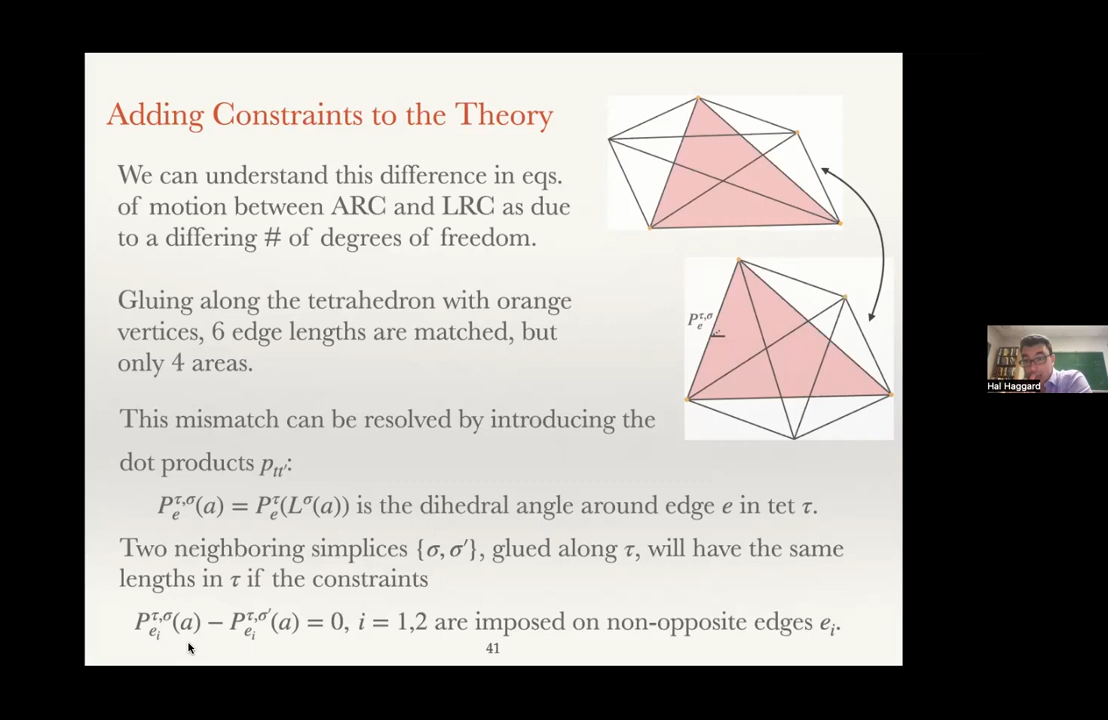 Adding Constraints to the Theory
We can understand this difference in eqs.
of motion between ARC and LRC as due
to a differing # of degrees of freedom.
Gluing along the tetrahedron with orange
vertices, 6 edge lengths are matched, but
only 4 areas.
P_e^{τ,σ}
This mismatch can be resolved by introducing the
dot products p_{tt′}:
P_e^{τ,σ}(a) = P_e^τ(L^σ(a)) is the dihedral angle around edge e in tet τ.
Two neighboring simplices {σ, σ′}, glued along τ, will have the same
lengths in τ if the constraints
P_{e_i}^{τ,σ}(a) − P_{e_i}^{τ,σ′}(a) = 0, i = 1,2 are imposed on non-opposite edges e_i.
41
Hal Haggard